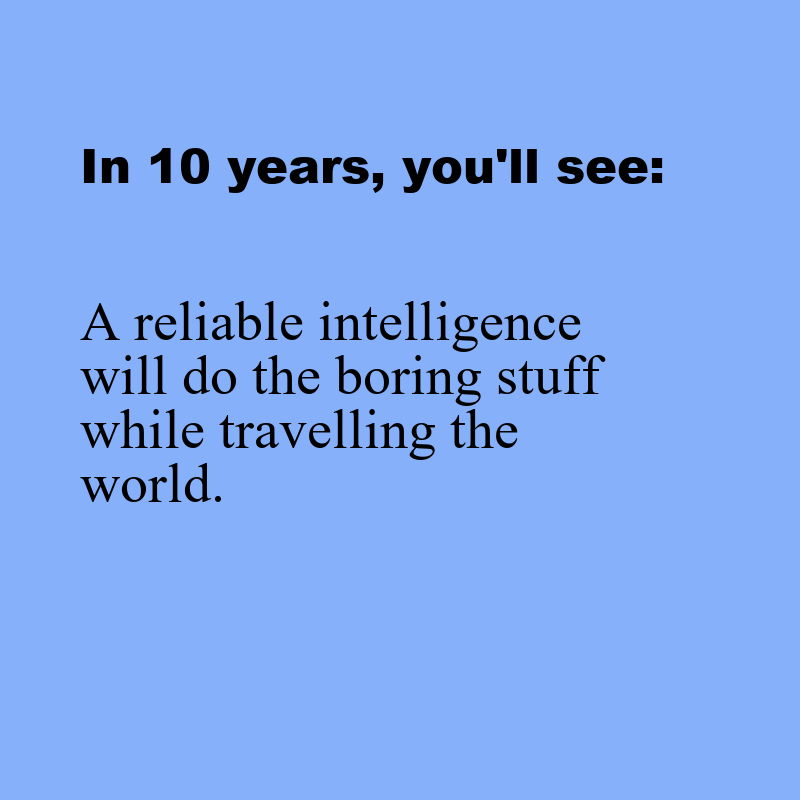 In 10 years, you'll see:
A reliable intelligence
will do the boring stuff
while travelling the
world.